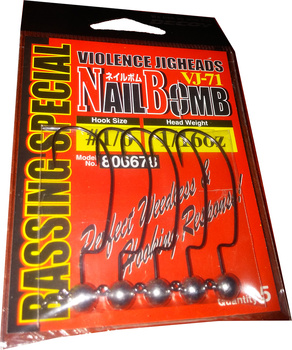 VIOLENCE JIGHEADS
VJ-71
ネイルボム
NAIL BOMB
Hook Size
Head Weight
Model No. 806678
BASSING SPECIAL
Perfect Weedless &
Hooking Response!
Quantity 5